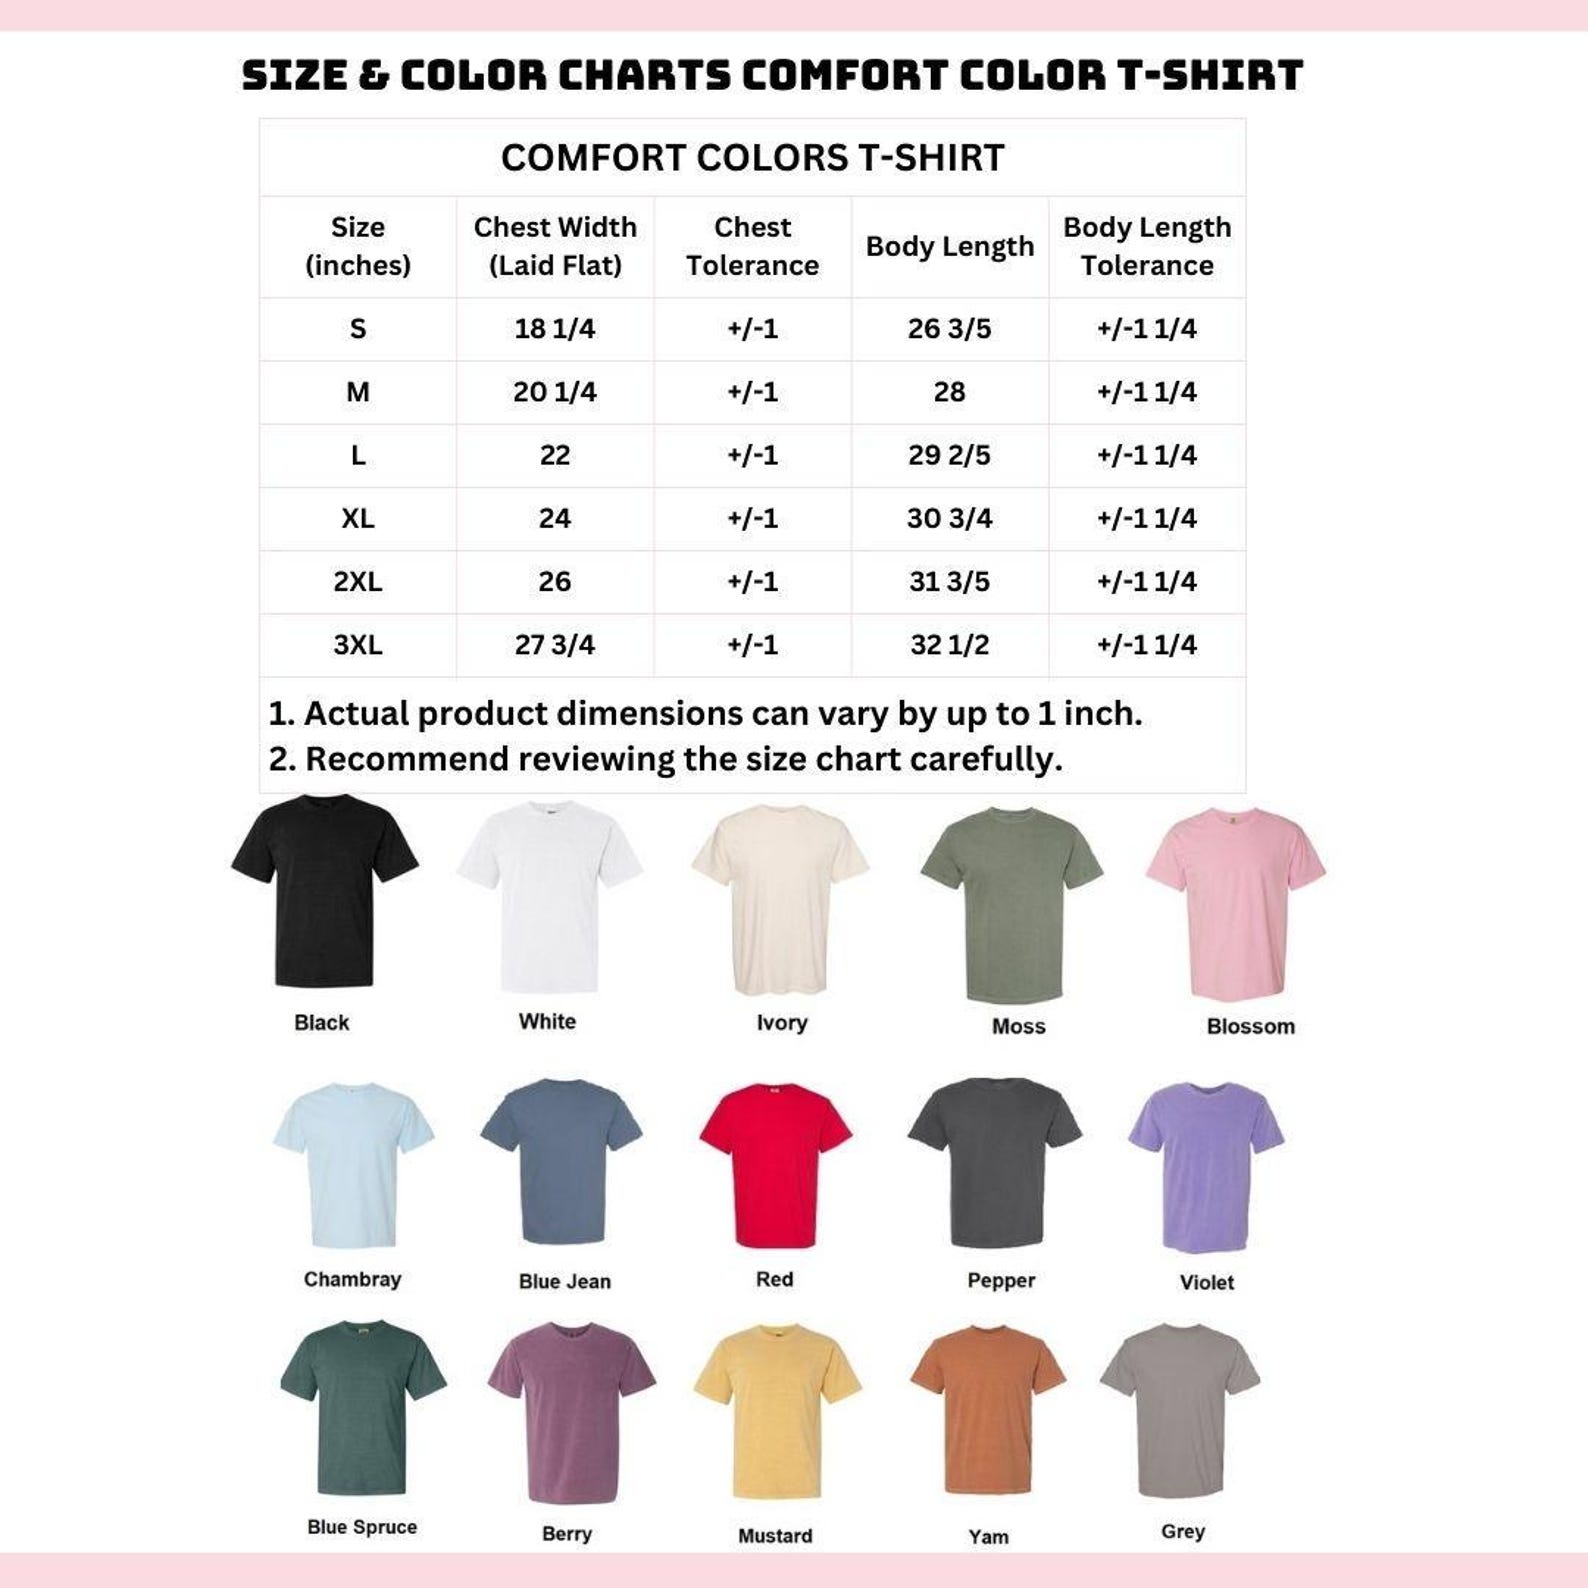 SIZE & COLOR CHARTS COMFORT COLOR T-SHIRT
COMFORT COLORS T-SHIRT
Size (inches) Chest Width (Laid Flat) Chest Tolerance Body Length Body Length Tolerance
S 18 1/4 +/-1 26 3/5 +/-1 1/4
M 20 1/4 +/-1 28 +/-1 1/4
L 22 +/-1 29 2/5 +/-1 1/4
XL 24 +/-1 30 3/4 +/-1 1/4
2XL 26 +/-1 31 3/5 +/-1 1/4
3XL 27 3/4 +/-1 32 1/2 +/-1 1/4
1. Actual product dimensions can vary by up to 1 inch.
2. Recommend reviewing the size chart carefully.
Black White Ivory Moss Blossom
Chambray Blue Jean Red Pepper Violet
Blue Spruce Berry Mustard Yam Grey